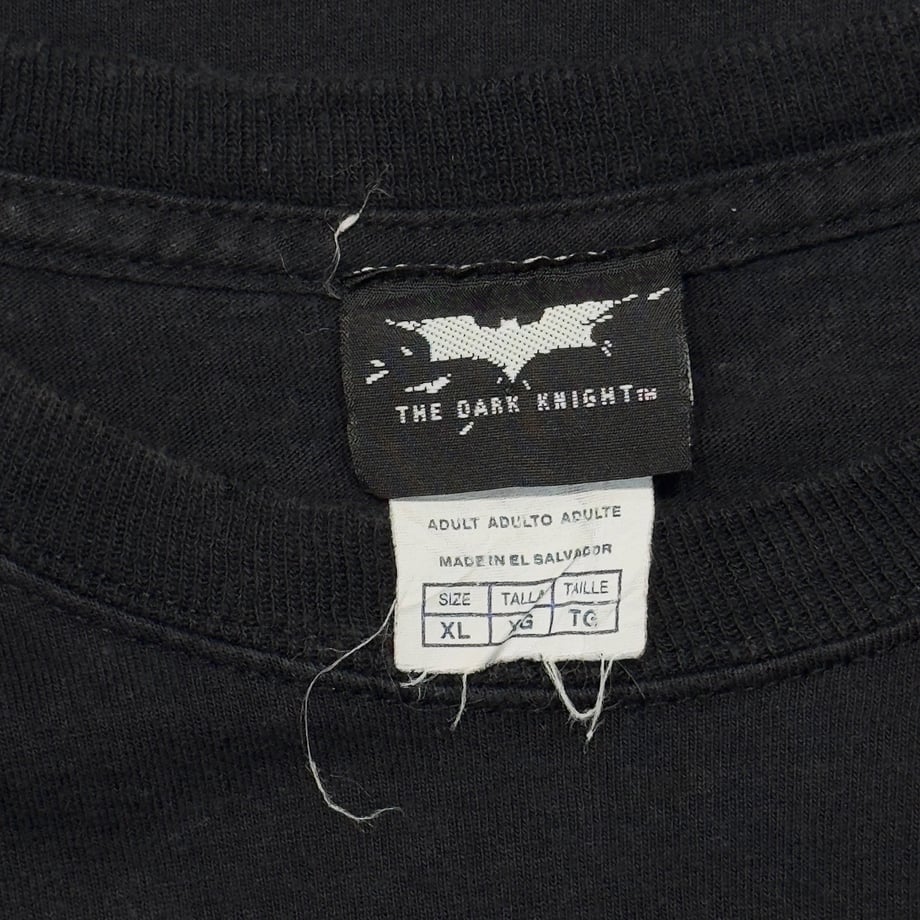 THE DARK KNIGHT™
ADULT ADULTO ADULTE
MADE IN EL SALVADOR
SIZE TALLA TAILLE
XL XG TG